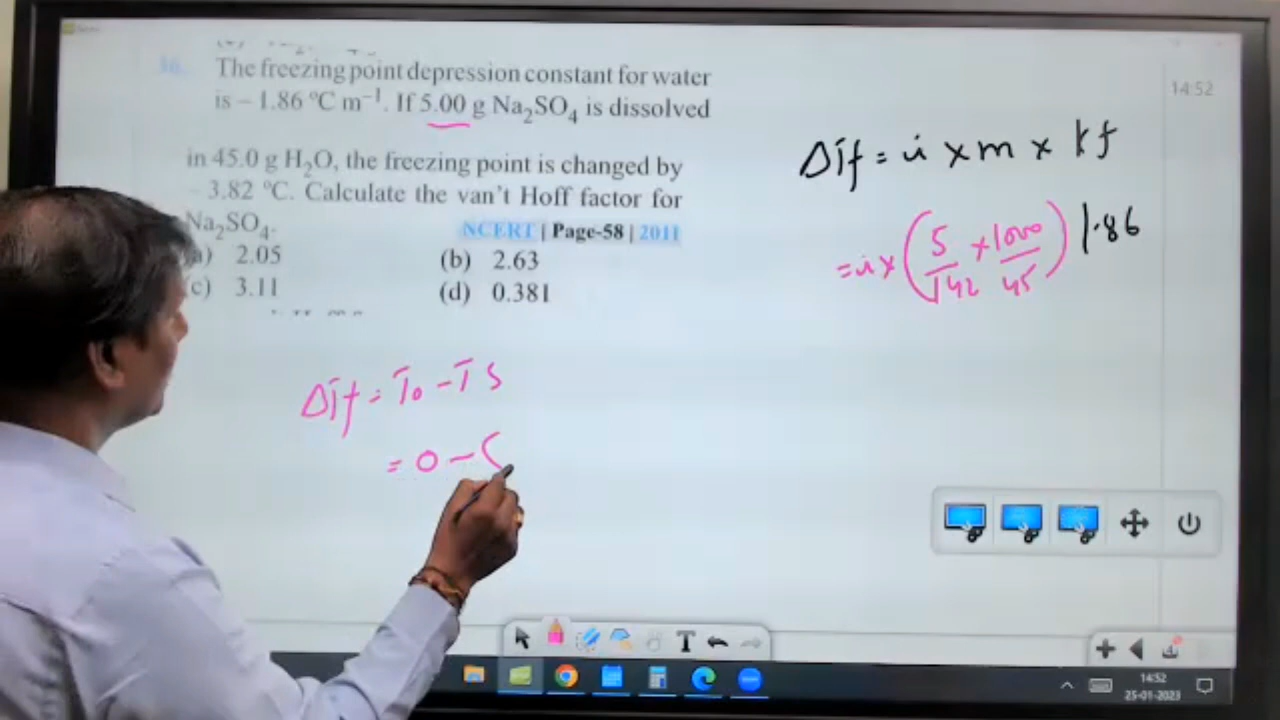 36. The freezing point depression constant for water
is – 1.86 ºC m⁻¹. If 5.00 g Na₂SO₄ is dissolved
in 45.0 g H₂O, the freezing point is changed by
3.82 ºC. Calculate the van't Hoff factor for
Na₂SO₄.
NCERT | Page-58 | 2011
a) 2.05 (b) 2.63
(c) 3.11 (d) 0.381
14:52
ΔTf = i × m × kf
= i × (5/142 × 1000/45) 1.86
ΔTf = T₀ – Ts
= 0 – (
T
14:52
25-01-2023